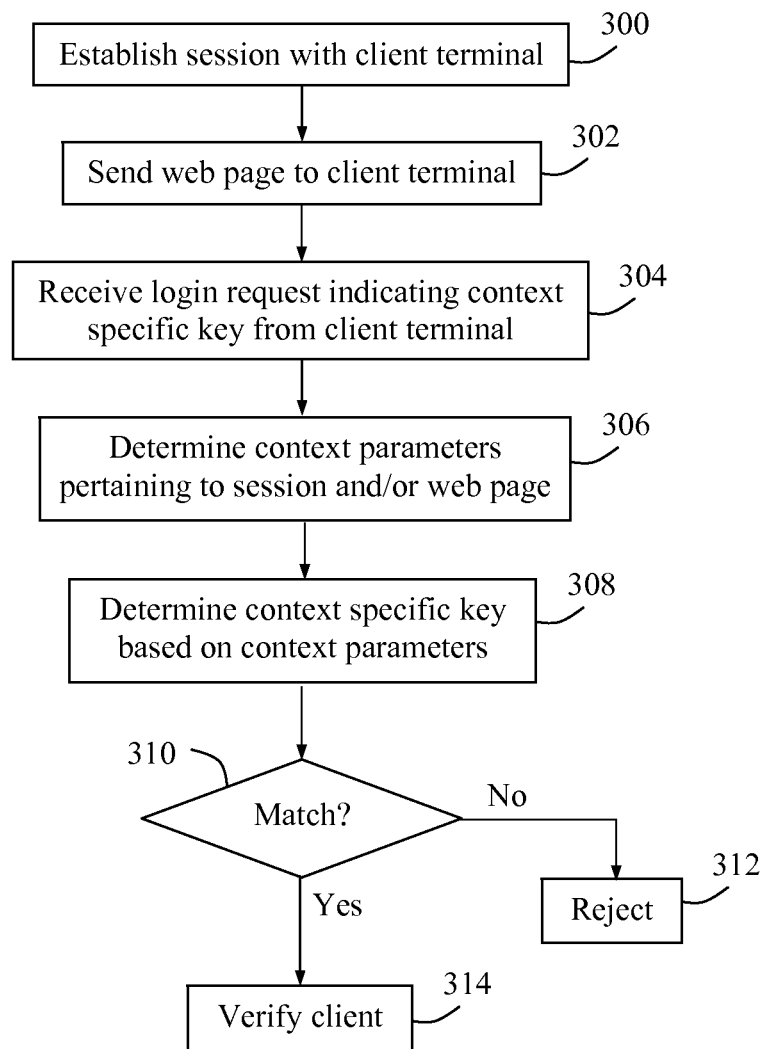 Establish session with client terminal
300
Send web page to client terminal
302
Receive login request indicating context
specific key from client terminal
304
Determine context parameters
pertaining to session and/or web page
306
Determine context specific key
based on context parameters
308
310
Match?
No
Yes
Reject
312
Verify client
314